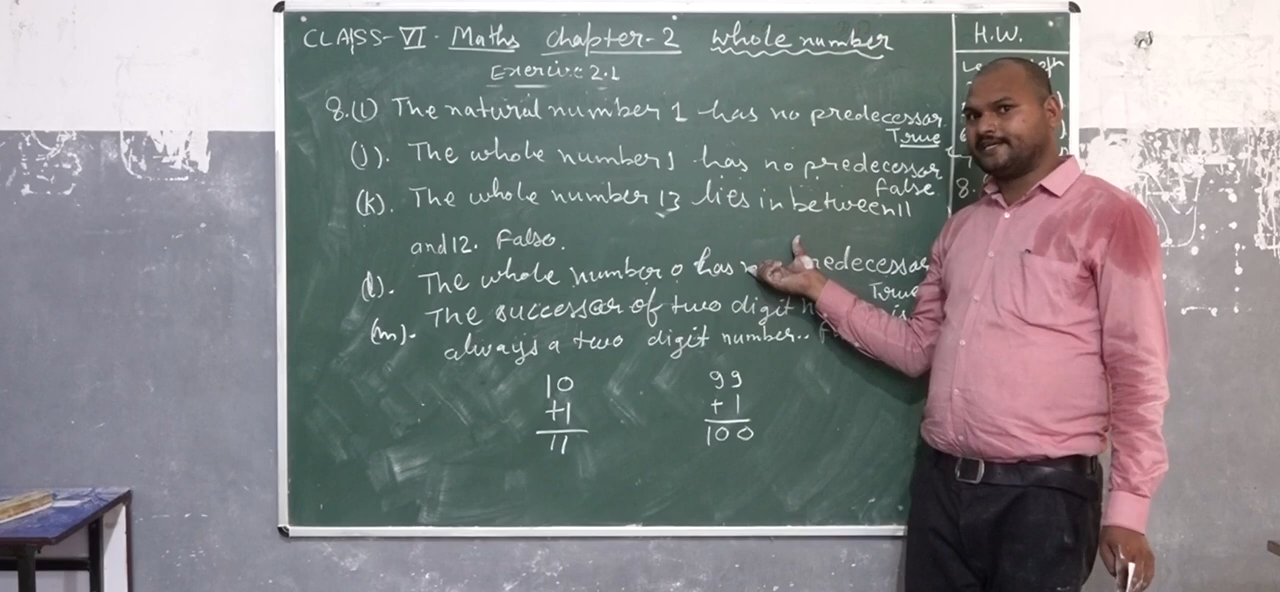 CLASS-VI. Maths chapter-2 whole number
Exercise 2.1
8.(i) The natural number 1 has no predecessor
True
(j). The whole number 1 has no predecessor
false
(k). The whole number 13 lies in between 11
and 12. False.
(l). The whole number 0 has predecessor
True
(m). The successor of two digit is
always a two digit number..
10
+1
11
99
+ 1
100
H.W.
8.